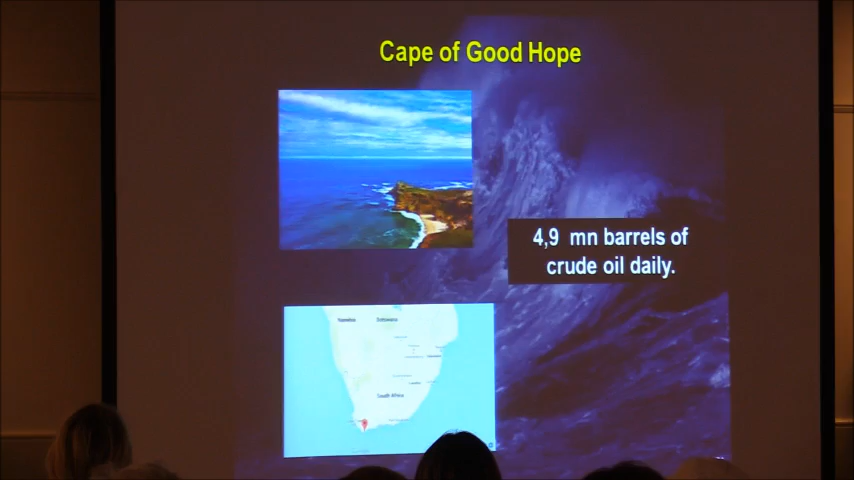 Cape of Good Hope
4,9 mn barrels of
crude oil daily.
Namibia
Botswana
South Africa